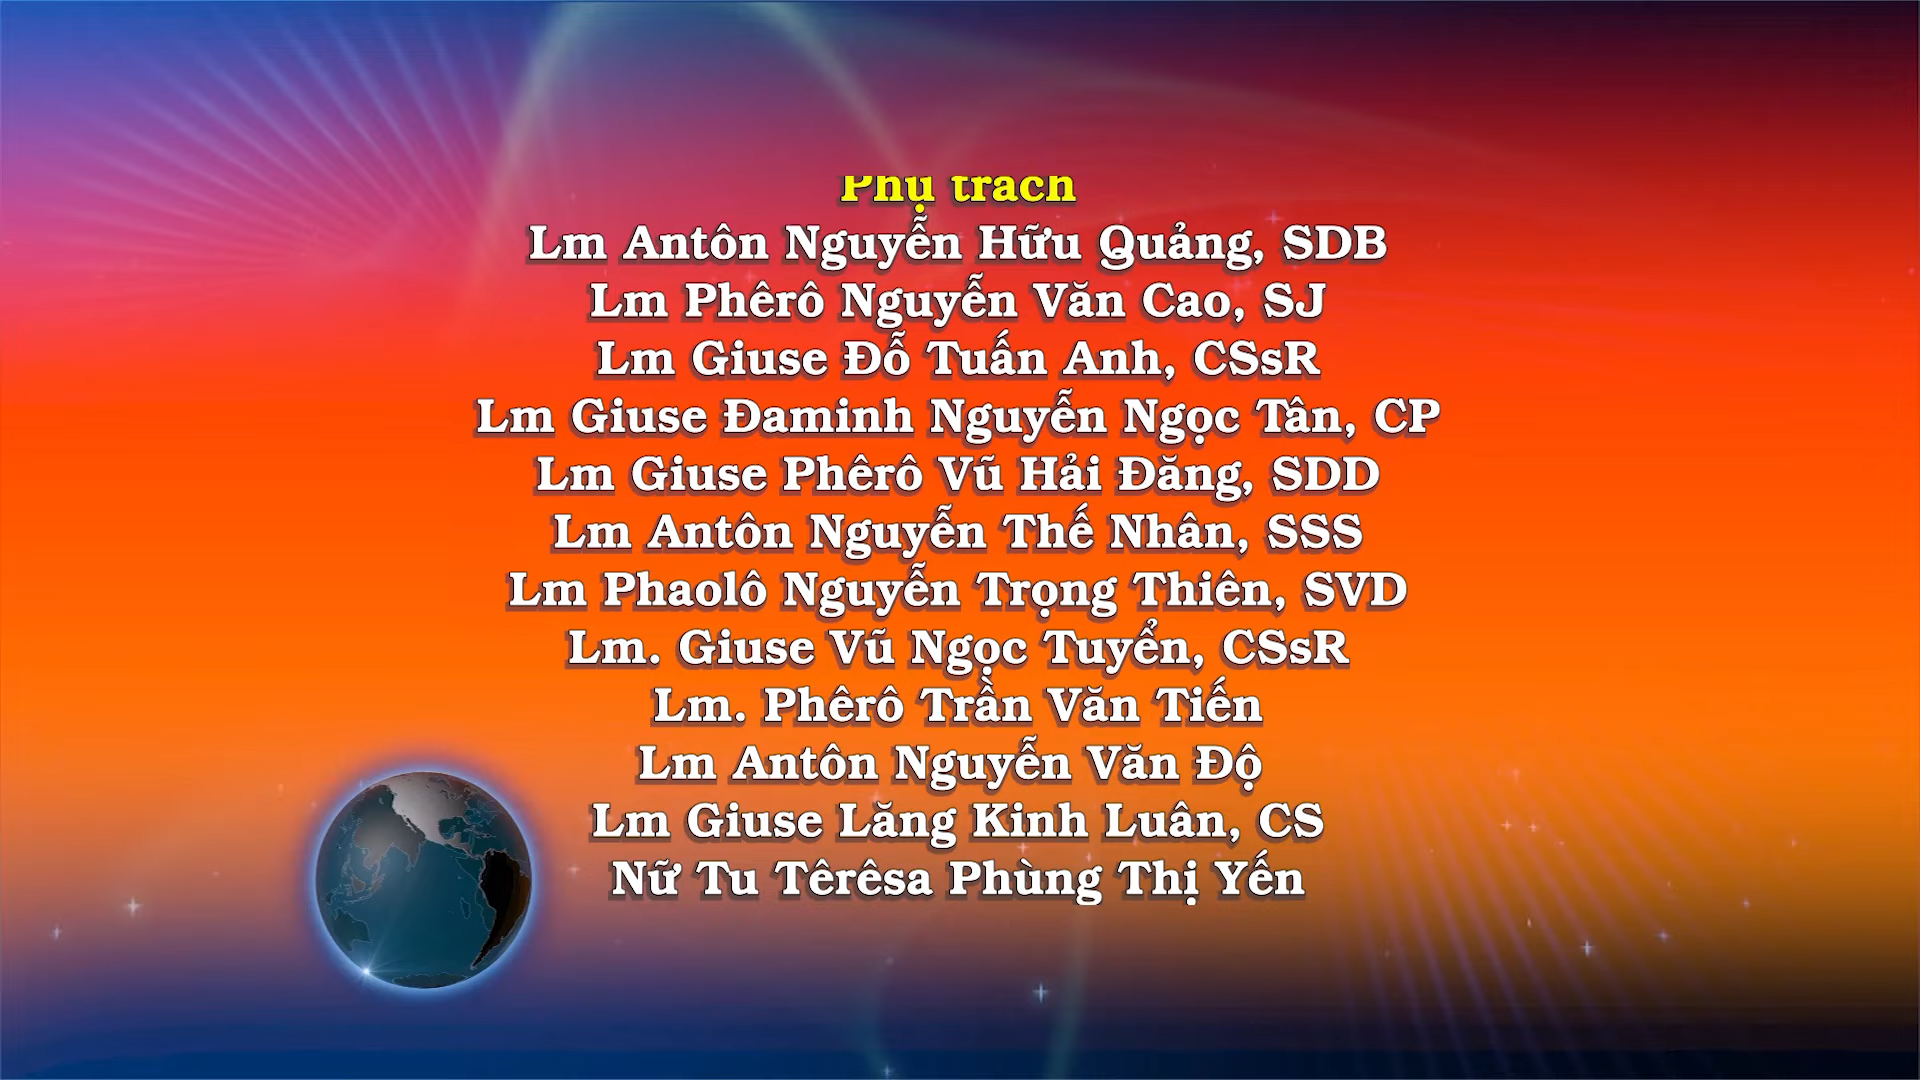 Phụ trách
Lm Antôn Nguyễn Hữu Quảng, SDB
Lm Phêrô Nguyễn Văn Cao, SJ
Lm Giuse Đỗ Tuấn Anh, CSsR
Lm Giuse Đaminh Nguyễn Ngọc Tân, CP
Lm Giuse Phêrô Vũ Hải Đăng, SDD
Lm Antôn Nguyễn Thế Nhân, SSS
Lm Phaolô Nguyễn Trọng Thiên, SVD
Lm. Giuse Vũ Ngọc Tuyển, CSsR
Lm. Phêrô Trần Văn Tiến
Lm Antôn Nguyễn Văn Độ
Lm Giuse Lăng Kinh Luân, CS
Nữ Tu Têrêsa Phùng Thị Yến